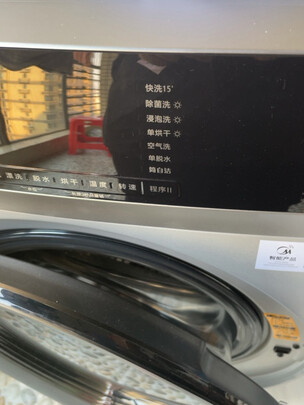 快洗15'
除菌洗
浸泡洗
单烘干
空气洗
单脱水
筒自洁
漂洗 脱水 烘干 温度 转速 程序II
智能产品